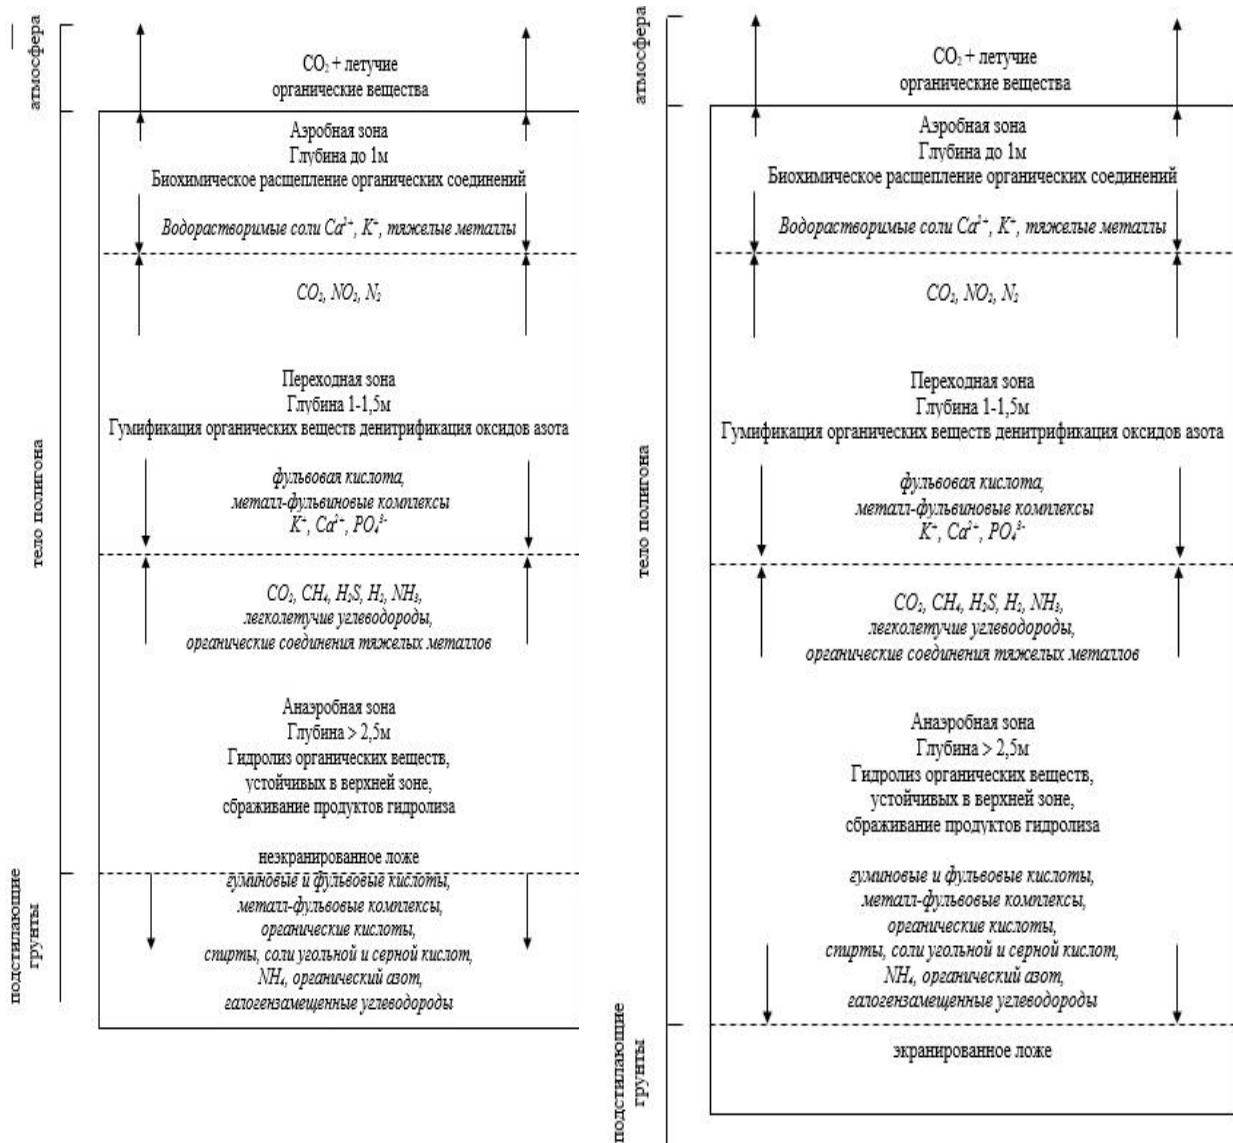 атмосфера
CO₂ + летучие
органические вещества
тело полигона
Аэробная зона
Глубина до 1м
Биохимическое расщепление органических соединений
Водорастворимые соли Ca²⁺, K⁺, тяжелые металлы
CO₂, NO₂, N₂
Переходная зона
Глубина 1-1,5м
Гумификация органических веществ денитрификация оксидов азота
фульвовая кислота,
металл-фульвиновые комплексы
K⁺, Ca²⁺, PO₄³⁻
CO₂, CH₄, H₂S, H₂, NH₃,
легколетучие углеводороды,
органические соединения тяжелых металлов
Анаэробная зона
Глубина > 2,5м
Гидролиз органических веществ,
устойчивых в верхней зоне,
сбраживание продуктов гидролиза
неэкранированное ложе
подстилающие
грунты
гуминовые и фульвовые кислоты,
металл-фульвовые комплексы,
органические кислоты,
спирты, соли угольной и серной кислот,
NH₄, органический азот,
галогензамещенные углеводороды
атмосфера
CO₂ + летучие
органические вещества
тело полигона
Аэробная зона
Глубина до 1м
Биохимическое расщепление органических соединений
Водорастворимые соли Ca²⁺, K⁺, тяжелые металлы
CO₂, NO₂, N₂
Переходная зона
Глубина 1-1,5м
Гумификация органических веществ денитрификация оксидов азота
фульвовая кислота,
металл-фульвиновые комплексы
K⁺, Ca²⁺, PO₄³⁻
CO₂, CH₄, H₂S, H₂, NH₃,
легколетучие углеводороды,
органические соединения тяжелых металлов
Анаэробная зона
Глубина > 2,5м
Гидролиз органических веществ,
устойчивых в верхней зоне,
сбраживание продуктов гидролиза
гуминовые и фульвовые кислоты,
металл-фульвовые комплексы,
органические кислоты,
спирты, соли угольной и серной кислот,
NH₄, органический азот,
галогензамещенные углеводороды
подстилающие
грунты
экранированное ложе